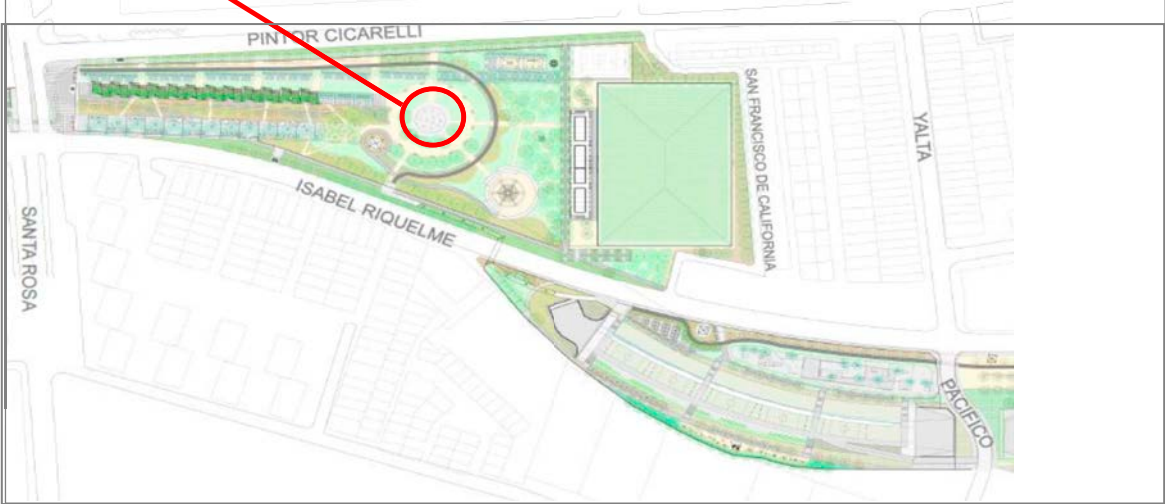 PINTOR CICARELLI
SAN FRANCISCO DE CALIFORNIA
YALTA
ISABEL RIQUELME
SANTA ROSA
PACIFICO